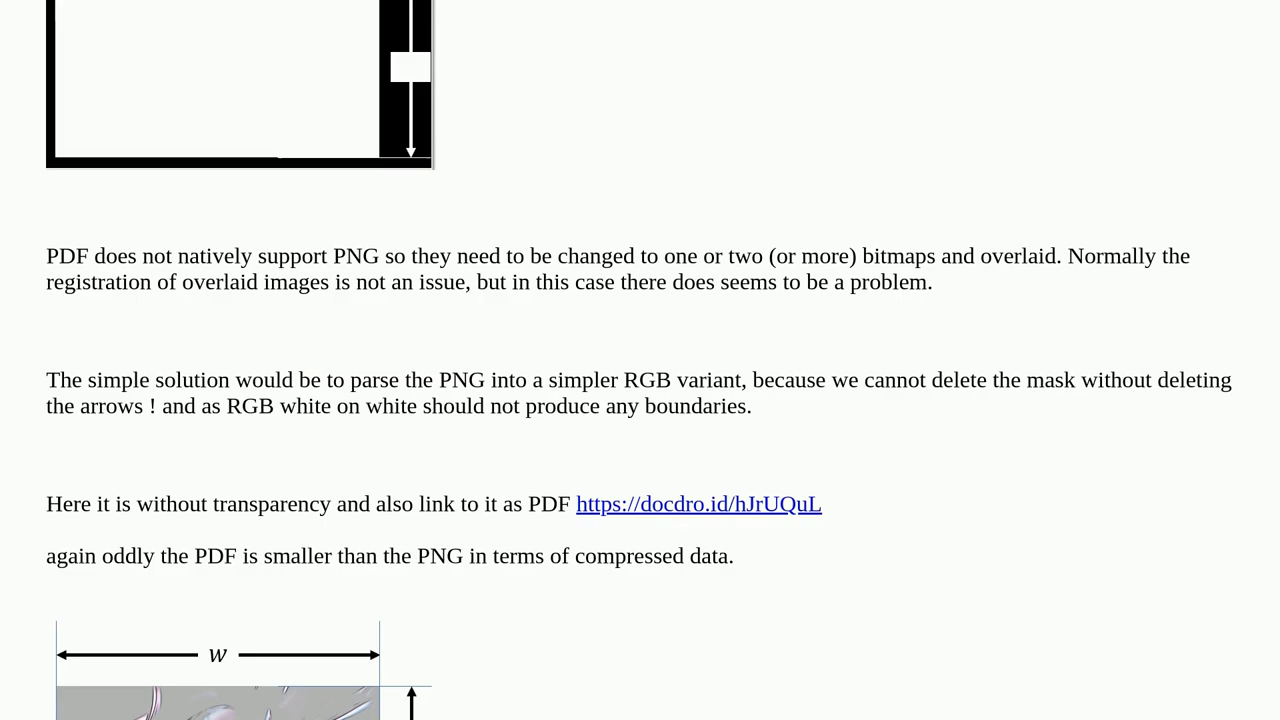 PDF does not natively support PNG so they need to be changed to one or two (or more) bitmaps and overlaid. Normally the
registration of overlaid images is not an issue, but in this case there does seems to be a problem.
The simple solution would be to parse the PNG into a simpler RGB variant, because we cannot delete the mask without deleting
the arrows ! and as RGB white on white should not produce any boundaries.
Here it is without transparency and also link to it as PDF https://docdro.id/hJrUQuL
again oddly the PDF is smaller than the PNG in terms of compressed data.
w